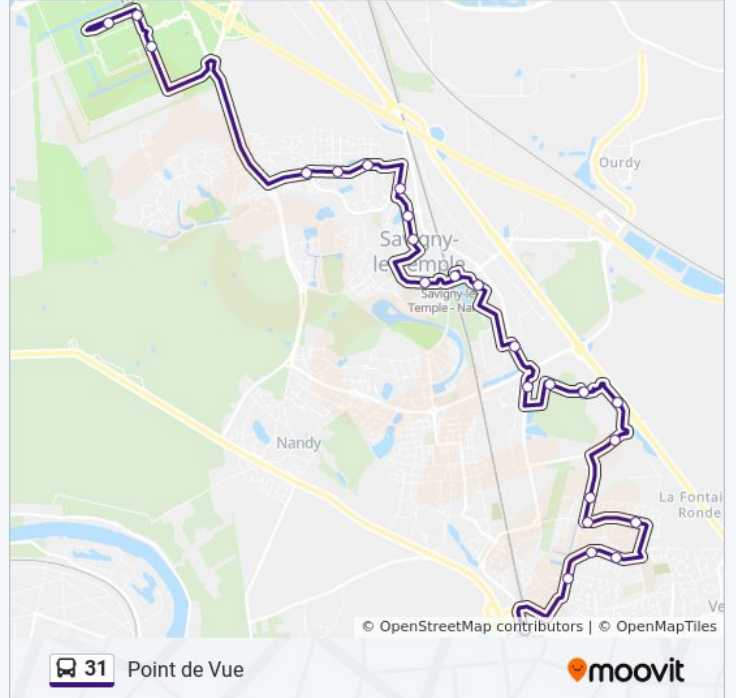 Ourdy
Savigny-
le-Temple
Savigny-le-
Temple - Na
Nandy
La Fontai
Ronde
Ve
© OpenStreetMap contributors | © OpenMapTiles
31 Point de Vue
moovit